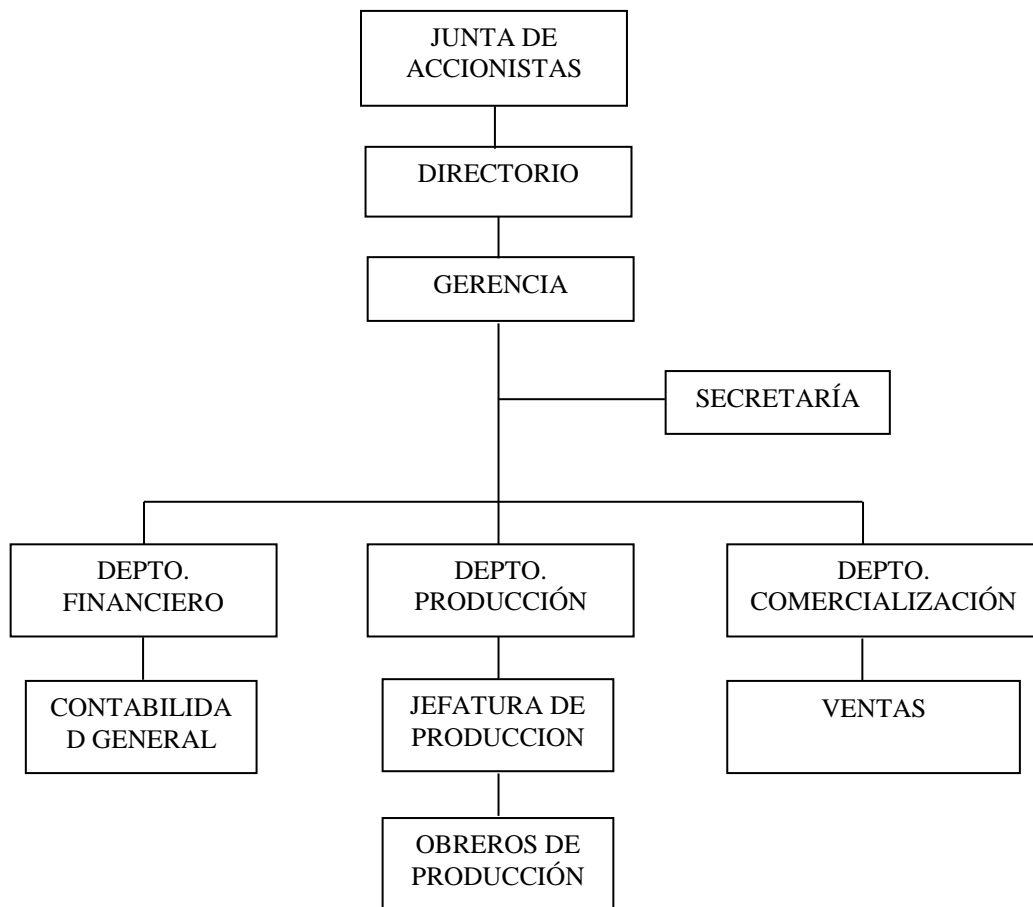 JUNTA DE
ACCIONISTAS
DIRECTORIO
GERENCIA
SECRETARÍA
DEPTO.
FINANCIERO
DEPTO.
PRODUCCIÓN
DEPTO.
COMERCIALIZACIÓN
CONTABILIDA
D GENERAL
JEFATURA DE
PRODUCCION
VENTAS
OBREROS DE
PRODUCCIÓN